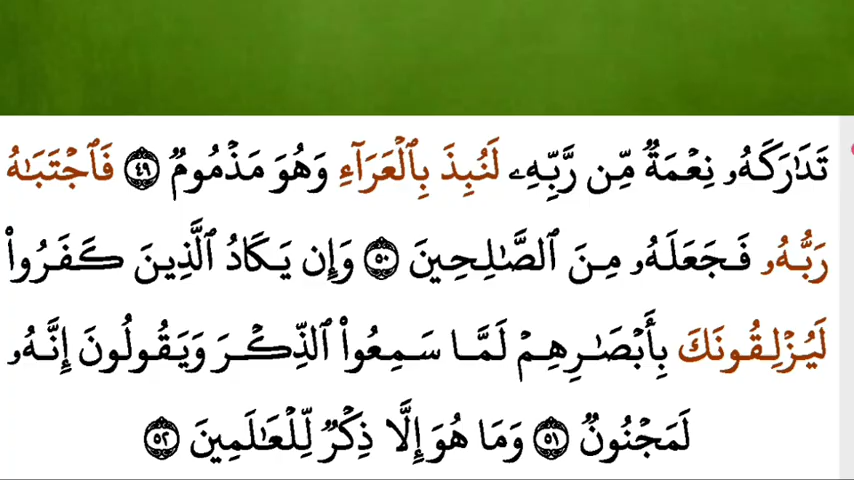 تَدَٰرَكَهُۥ نِعۡمَةٌ مِّن رَّبِّهِۦ لَنُبِذَ بِٱلۡعَرَآءِ وَهُوَ مَذۡمُومٌ ٤٩ فَٱجۡتَبَٰهُ
رَبُّهُۥ فَجَعَلَهُۥ مِنَ ٱلصَّٰلِحِينَ ٥٠ وَإِن يَكَادُ ٱلَّذِينَ كَفَرُواْ
لَيُزۡلِقُونَكَ بِأَبۡصَٰرِهِمۡ لَمَّا سَمِعُواْ ٱلذِّكۡرَ وَيَقُولُونَ إِنَّهُۥ
لَمَجۡنُونٌ ٥١ وَمَا هُوَ إِلَّا ذِكۡرٌ لِّلۡعَٰلَمِينَ ٥٢